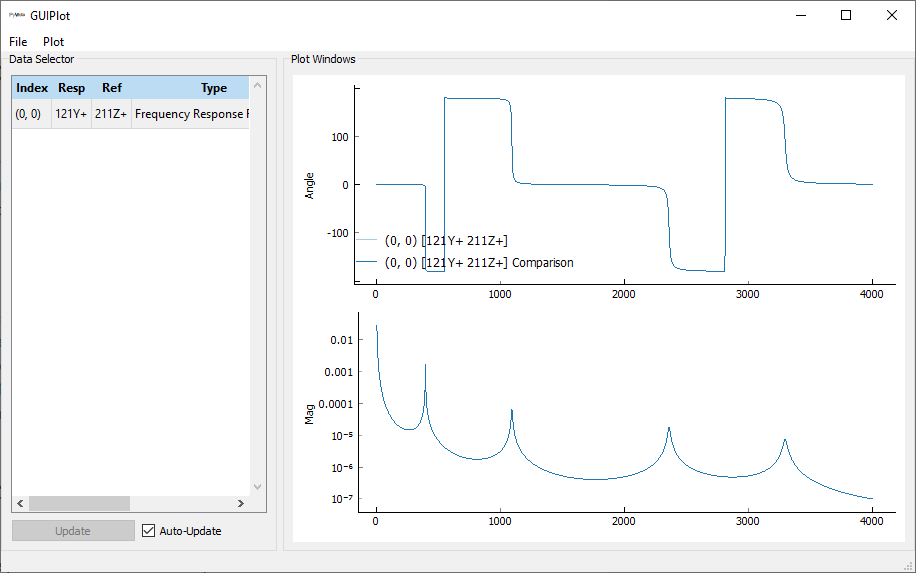 GUIPlot
File Plot
Data Selector
Index Resp Ref Type
(0, 0) 121Y+ 211Z+ Frequency Response F
Update
Auto-Update
Plot Windows
Angle
100
0
-100
(0, 0) [121Y+ 211Z+]
(0, 0) [121Y+ 211Z+] Comparison
0 1000 2000 3000 4000
Mag
0.01
0.001
0.0001
10⁻⁵
10⁻⁶
10⁻⁷
0 1000 2000 3000 4000